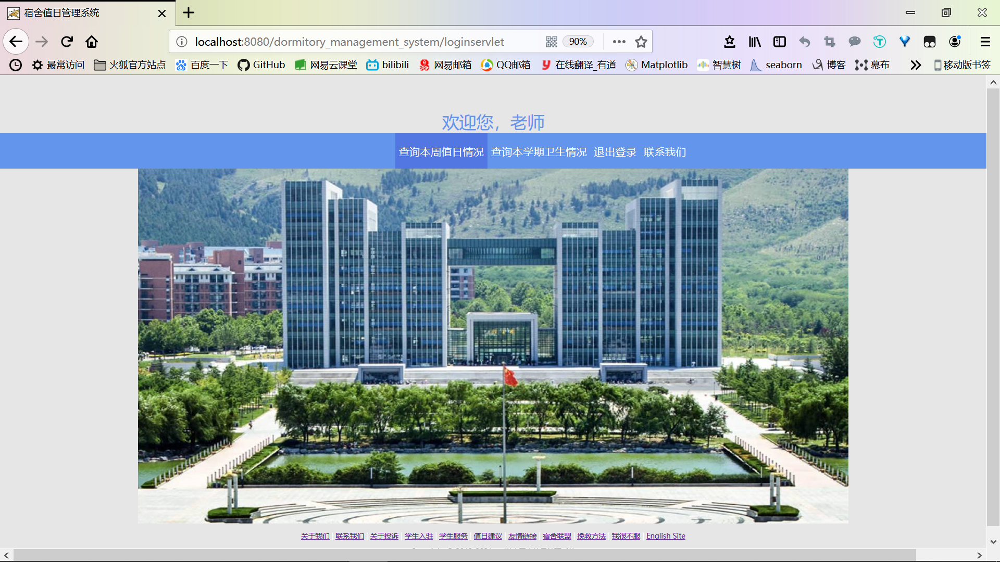 宿舍值日管理系统
localhost:8080/dormitory_management_system/loginservlet
90%
最常访问 火狐官方站点 百度一下 GitHub 网易云课堂 bilibili 网易邮箱 QQ邮箱 在线翻译_有道 Matplotlib 智慧树 seaborn 博客 幕布 移动版书签
欢迎您，老师
查询本周值日情况 查询本学期卫生情况 退出登录 联系我们
关于我们 联系我们 关于投诉 学生入驻 学生服务 值日建议 友情链接 宿舍联盟 挽救方法 我很不服 English Site